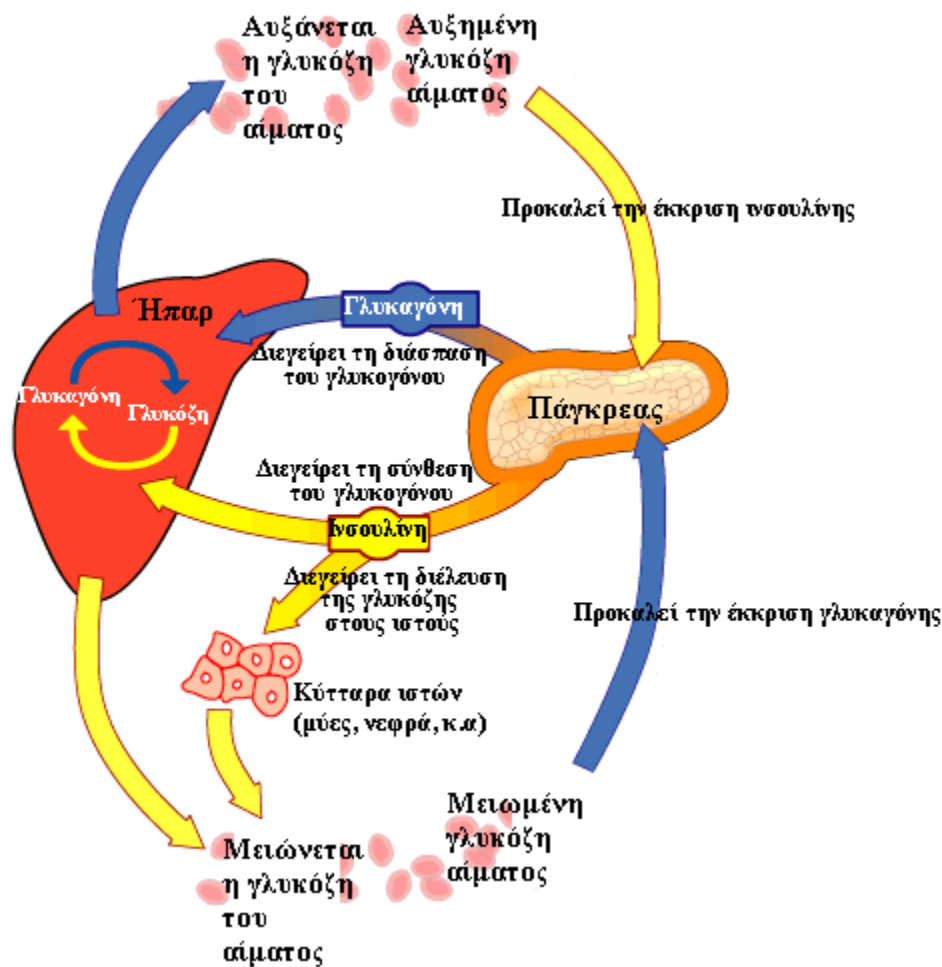 Αυξάνεται
η γλυκόζη
του
αίματος
Αυξημένη
γλυκόζη
αίματος
Προκαλεί την έκκριση ινσουλίνης
Ήπαρ
Γλυκαγόνη
Διεγείρει τη διάσπαση
του γλυκογόνου
Γλυκαγόνη
Γλυκόζη
Πάγκρεας
Διεγείρει τη σύνθεση
του γλυκογόνου
Ινσουλίνη
Διεγείρει τη διέλευση
της γλυκόζης
στους ιστούς
Προκαλεί την έκκριση γλυκαγόνης
Κύτταρα ιστών
(μύες, νεφρά, κ.α)
Μειωμένη
γλυκόζη
αίματος
Μειώνεται
η γλυκόζη
του
αίματος